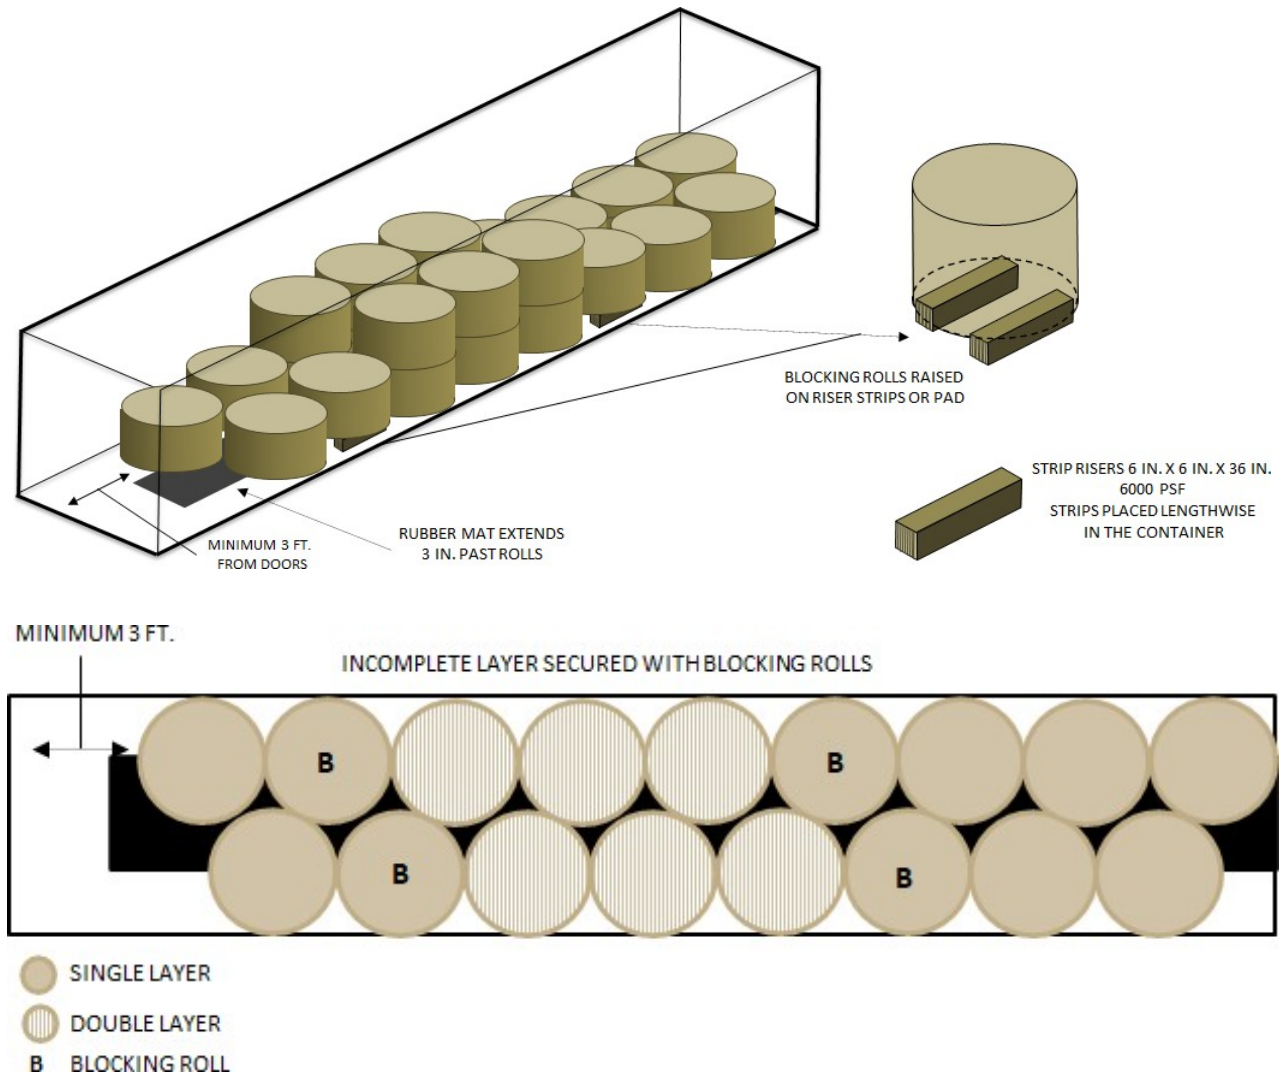 BLOCKING ROLLS RAISED
ON RISER STRIPS OR PAD
STRIP RISERS 6 IN. X 6 IN. X 36 IN.
6000 PSF
STRIPS PLACED LENGTHWISE
IN THE CONTAINER
RUBBER MAT EXTENDS
3 IN. PAST ROLLS
MINIMUM 3 FT.
FROM DOORS
MINIMUM 3 FT.
INCOMPLETE LAYER SECURED WITH BLOCKING ROLLS
B
B
B
B
SINGLE LAYER
DOUBLE LAYER
B BLOCKING ROLL